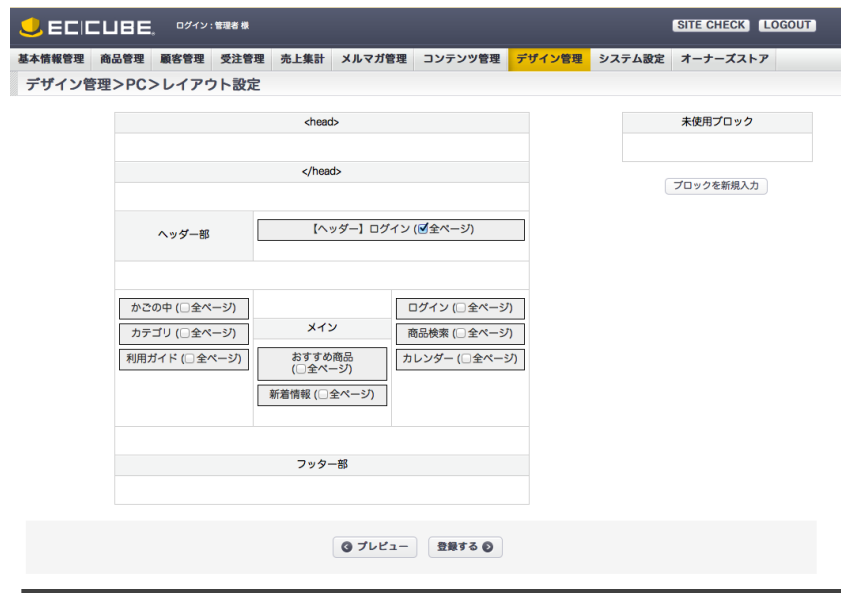 EC CUBE. ログイン : 管理者 様 SITE CHECK LOGOUT
基本情報管理 商品管理 顧客管理 受注管理 売上集計 メルマガ管理 コンテンツ管理 デザイン管理 システム設定 オーナーズストア
デザイン管理>PC>レイアウト設定
<head>
未使用ブロック
</head>
ブロックを新規入力
ヘッダー部
【ヘッダー】ログイン (全ページ)
かごの中 (全ページ)
カテゴリ (全ページ)
利用ガイド (全ページ)
メイン
おすすめ商品
(全ページ)
新着情報 (全ページ)
ログイン (全ページ)
商品検索 (全ページ)
カレンダー (全ページ)
フッター部
プレビュー 登録する